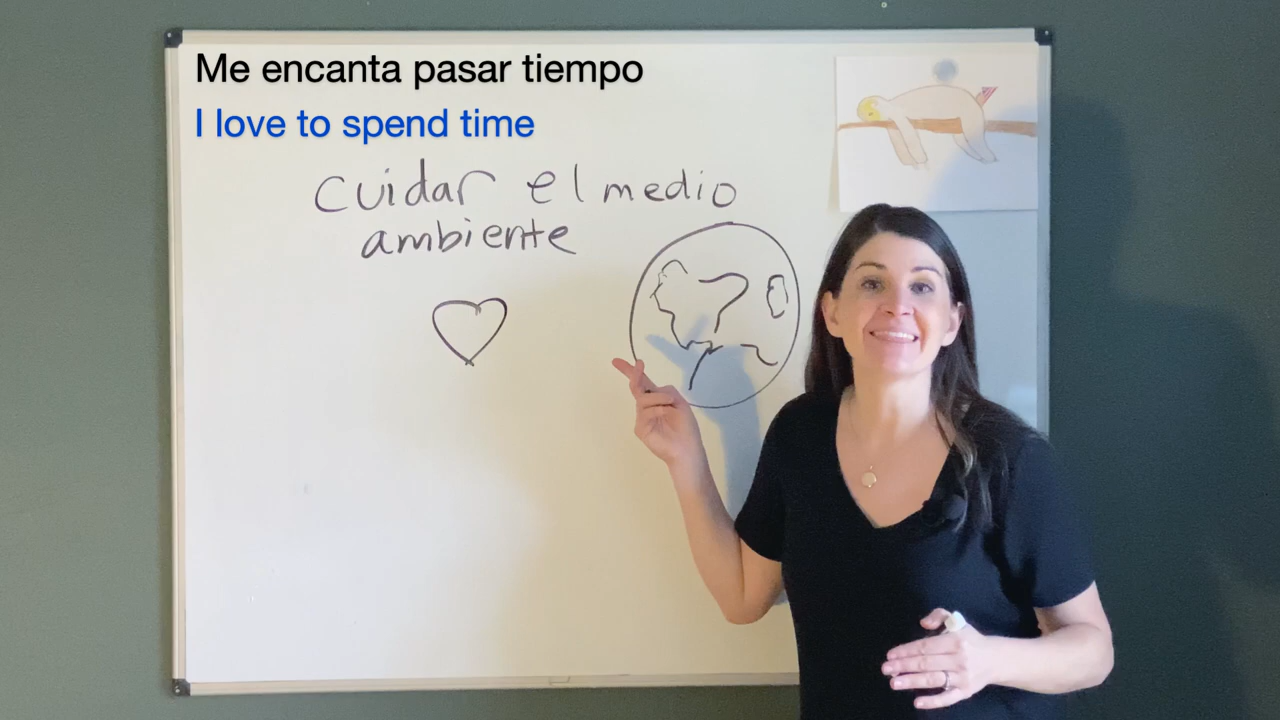 Me encanta pasar tiempo
I love to spend time
cuidar el medio
ambiente